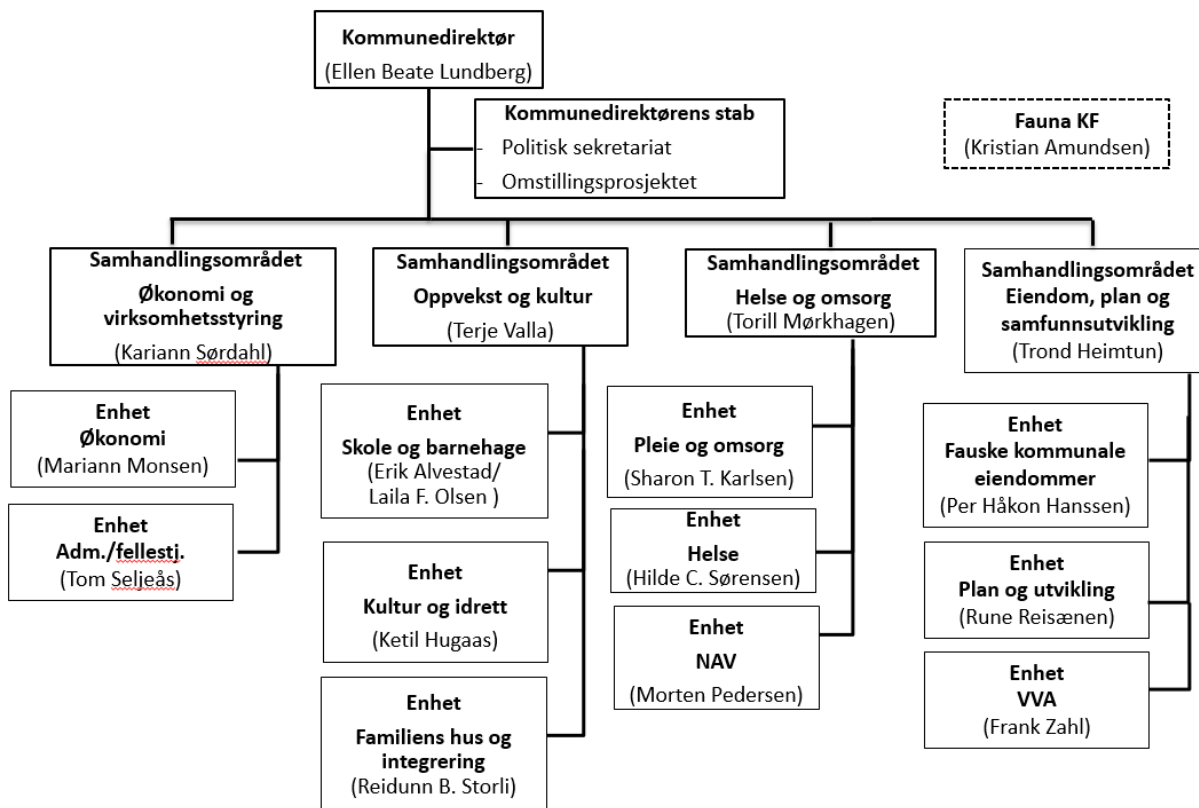 Kommunedirektør
(Ellen Beate Lundberg)
Kommunedirektørens stab
- Politisk sekretariat
- Omstillingsprosjektet
Fauna KF
(Kristian Amundsen)
Samhandlingsområdet
Økonomi og
virksomhetsstyring
(Kariann Sørdahl)
Enhet
Økonomi
(Mariann Monsen)
Enhet
Adm./fellestj.
(Tom Seljeås)
Samhandlingsområdet
Oppvekst og kultur
(Terje Valla)
Enhet
Skole og barnehage
(Erik Alvestad/
Laila F. Olsen )
Enhet
Kultur og idrett
(Ketil Hugaas)
Enhet
Familiens hus og
integrering
(Reidunn B. Storli)
Samhandlingsområdet
Helse og omsorg
(Torill Mørkhagen)
Enhet
Pleie og omsorg
(Sharon T. Karlsen)
Enhet
Helse
(Hilde C. Sørensen)
Enhet
NAV
(Morten Pedersen)
Samhandlingsområdet
Eiendom, plan og
samfunnsutvikling
(Trond Heimtun)
Enhet
Fauske kommunale
eiendommer
(Per Håkon Hanssen)
Enhet
Plan og utvikling
(Rune Reisænen)
Enhet
VVA
(Frank Zahl)